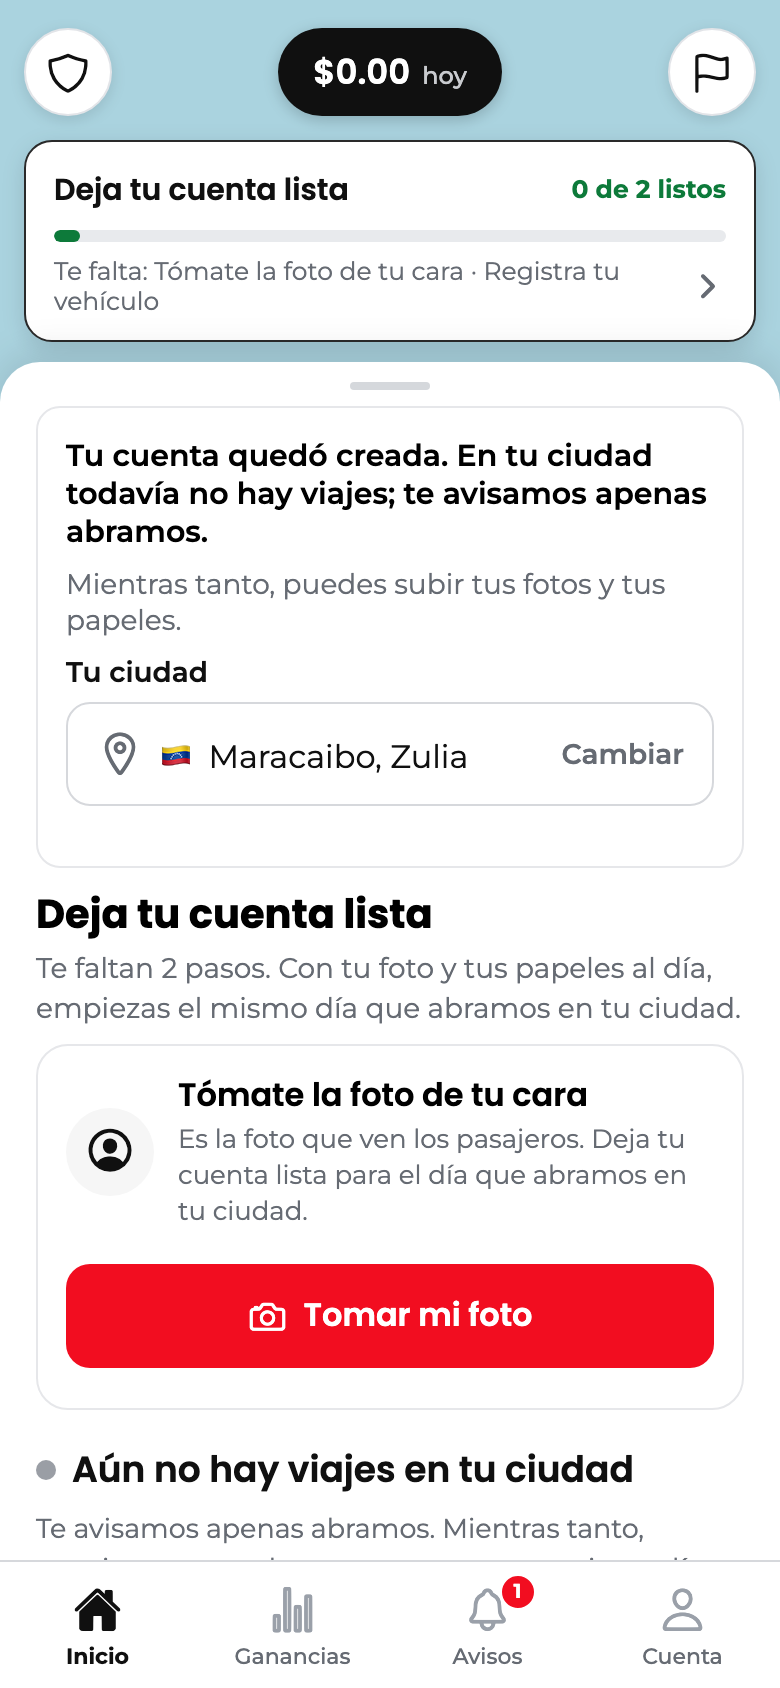 $0.00 hoy
Deja tu cuenta lista
0 de 2 listos
Te falta: Tómate la foto de tu cara · Registra tu
vehículo
Tu cuenta quedó creada. En tu ciudad
todavía no hay viajes; te avisamos apenas
abramos.
Mientras tanto, puedes subir tus fotos y tus
papeles.
Tu ciudad
Maracaibo, Zulia
Cambiar
Deja tu cuenta lista
Te faltan 2 pasos. Con tu foto y tus papeles al día,
empiezas el mismo día que abramos en tu ciudad.
Tómate la foto de tu cara
Es la foto que ven los pasajeros. Deja tu
cuenta lista para el día que abramos en
tu ciudad.
Tomar mi foto
Aún no hay viajes en tu ciudad
Te avisamos apenas abramos. Mientras tanto,
1
Inicio
Ganancias
Avisos
Cuenta